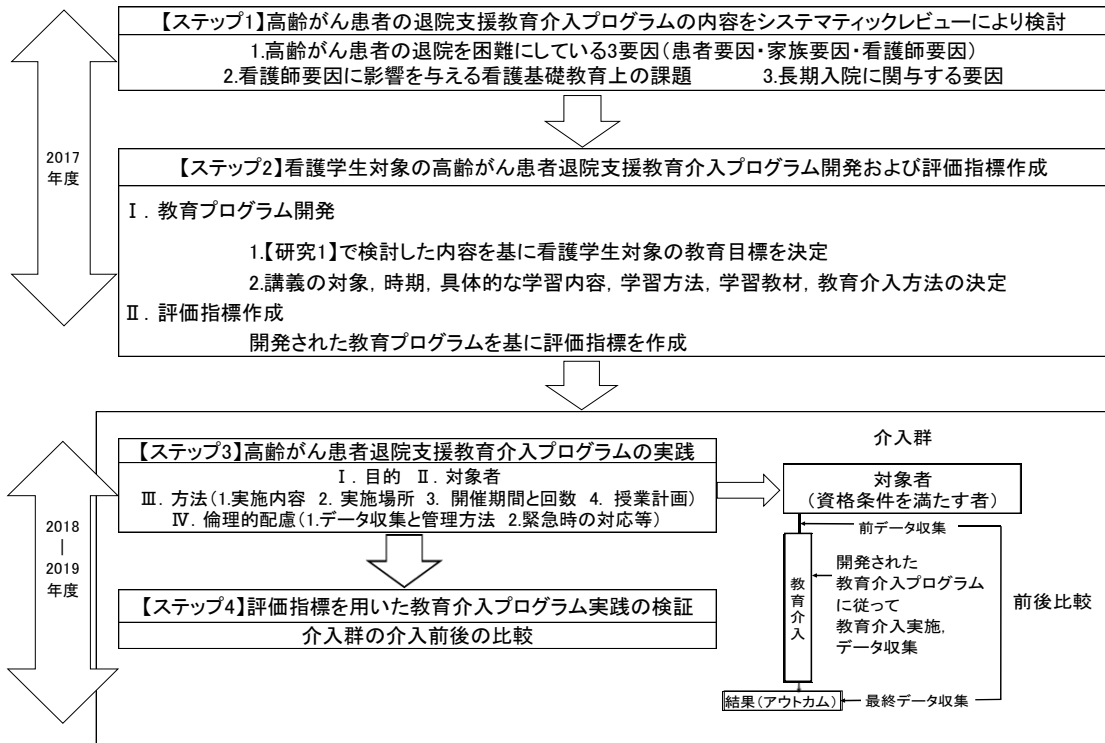 【ステップ1】高齢がん患者の退院支援教育介入プログラムの内容をシステマティックレビューにより検討
1.高齢がん患者の退院を困難にしている3要因(患者要因・家族要因・看護師要因)
2.看護師要因に影響を与える看護基礎教育上の課題　3.長期入院に関与する要因
2017
年度
【ステップ2】看護学生対象の高齢がん患者退院支援教育介入プログラム開発および評価指標作成
Ⅰ．教育プログラム開発
1.【研究1】で検討した内容を基に看護学生対象の教育目標を決定
2.講義の対象, 時期, 具体的な学習内容, 学習方法, 学習教材, 教育介入方法の決定
Ⅱ．評価指標作成
開発された教育プログラムを基に評価指標を作成
2018
|
2019
年度
【ステップ3】高齢がん患者退院支援教育介入プログラムの実践
Ⅰ．目的 Ⅱ．対象者
Ⅲ．方法(1.実施内容 2. 実施場所 3. 開催期間と回数 4. 授業計画)
Ⅳ．倫理的配慮(1.データ収集と管理方法 2.緊急時の対応等)
【ステップ4】評価指標を用いた教育介入プログラム実践の検証
介入群の介入前後の比較
介入群
対象者
(資格条件を満たす者)
前データ収集
教育介入
開発された
教育介入プログラム
に従って
教育介入実施,
データ収集
前後比較
結果(アウトカム)
最終データ収集